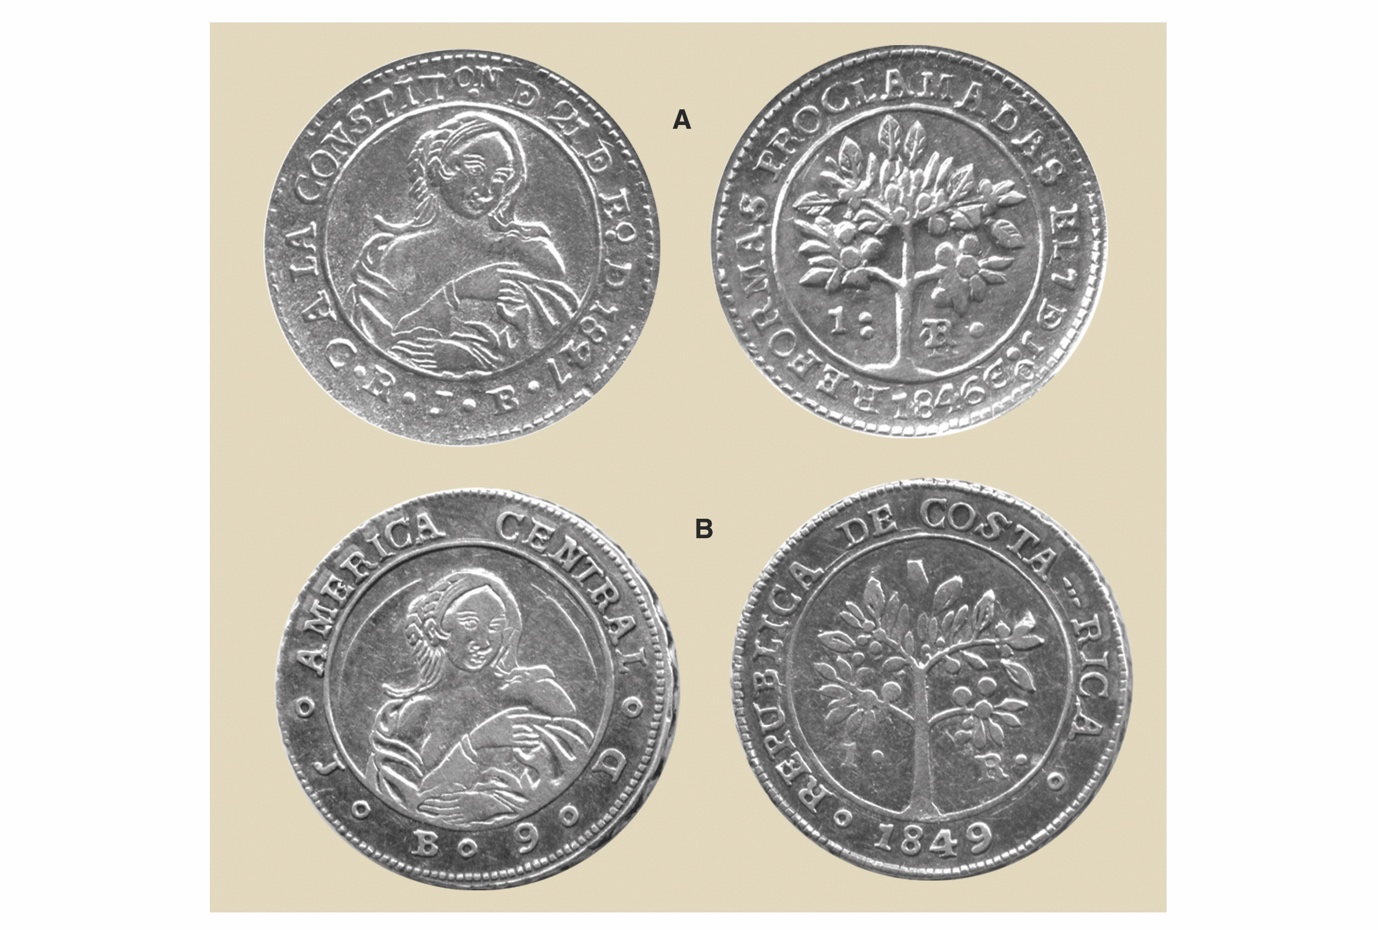 A LA CONSTITON D 21 D EO D 1847
C. R. J. B.
A
REFORMAS PROCLAMADAS El 7 D J
1846
1:
R.
AMERICA CENTRAL
J B 9 D
B
REPUBLICA DE COSTA-RICA
1 . R .
1849